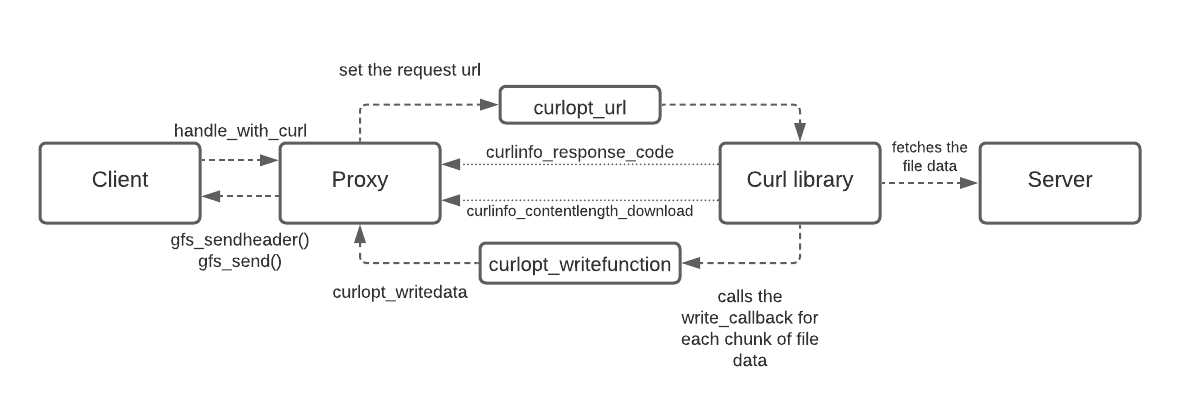 set the request url
curlopt_url
handle_with_curl
curlinfo_response_code
fetches the
file data
Client
Proxy
Curl library
Server
curlinfo_contentlength_download
gfs_sendheader()
gfs_send()
curlopt_writefunction
curlopt_writedata
calls the
write_callback for
each chunk of file
data